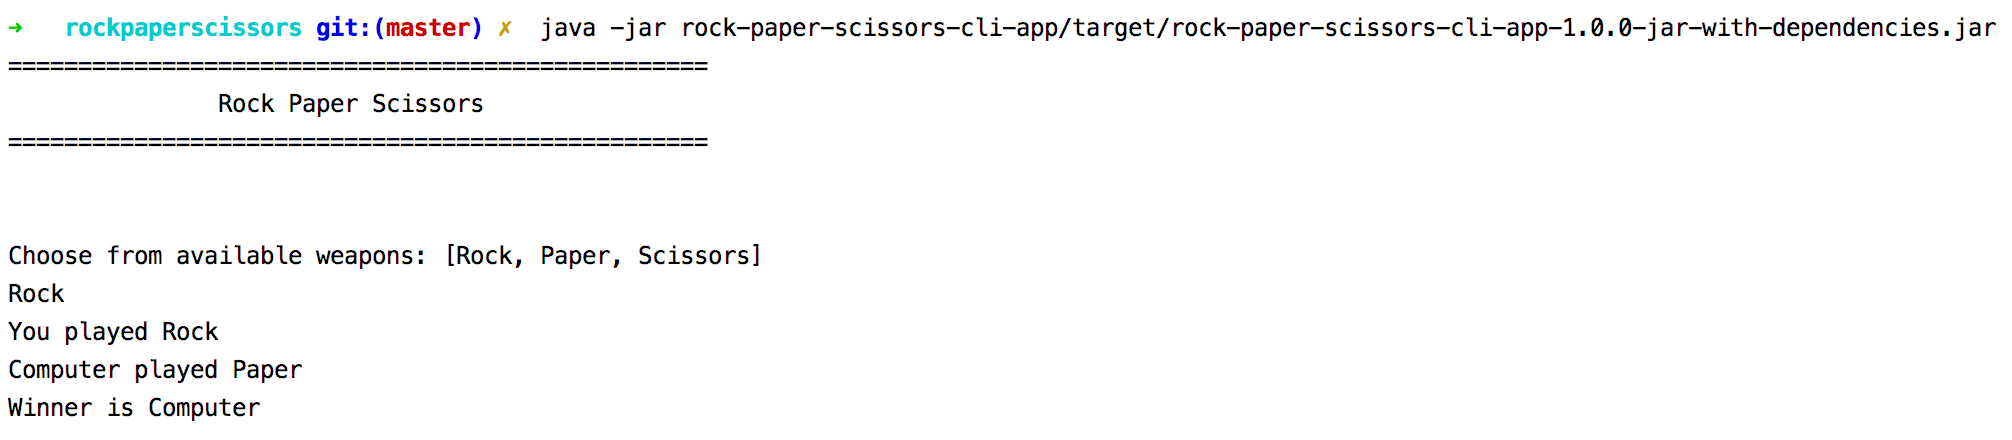 ➜  rockpaperscissors git:(master) ✗ java -jar rock-paper-scissors-cli-app/target/rock-paper-scissors-cli-app-1.0.0-jar-with-dependencies.jar
==================================================
               Rock Paper Scissors
==================================================
Choose from available weapons: [Rock, Paper, Scissors]
Rock
You played Rock
Computer played Paper
Winner is Computer